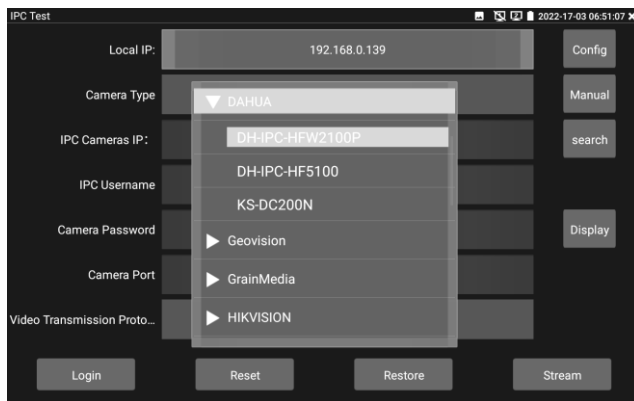 IPC Test 2022-17-03 06:51:07
Local IP: 192.168.0.139 Config
Camera Type Manual
DAHUA
IPC Cameras IP: search
DH-IPC-HFW2100P
DH-IPC-HF5100
IPC Username
KS-DC200N
Camera Password Display
Geovision
Camera Port
GrainMedia
Video Transmission Proto...
HIKVISION
Login Reset Restore Stream